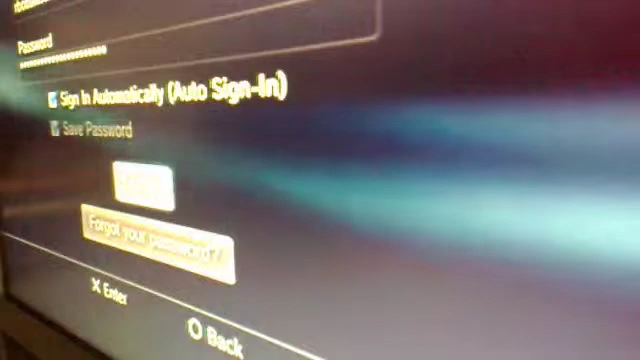 Password
Sign In Automatically (Auto Sign-In)
Save Password
Forgot your password?
X Enter
O Back